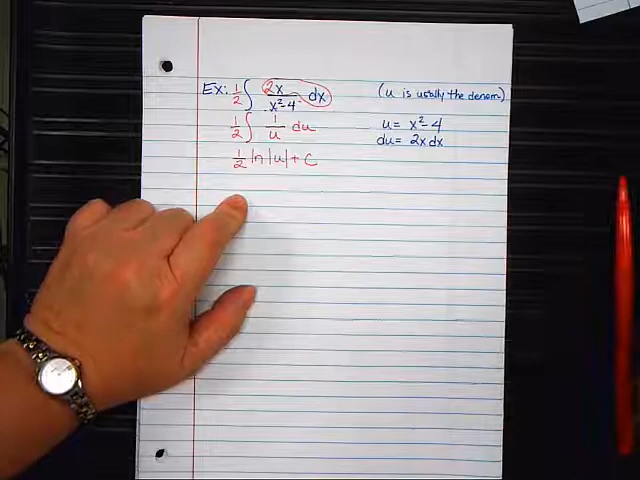 Ex: 1/2 ∫ 2x/(x²-4) dx (u is usually the denom)
1/2 ∫ 1/u du u = x²-4
du = 2x dx
1/2 ln |u| + C